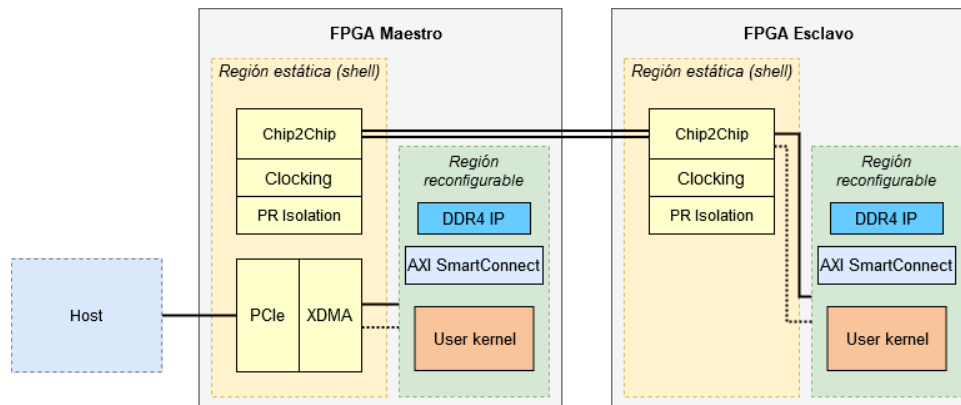 FPGA Maestro
Región estática (shell)
Chip2Chip
Clocking
PR Isolation
PCIe
XDMA
Región
reconfigurable
DDR4 IP
AXI SmartConnect
User kernel
Host
FPGA Esclavo
Región estática (shell)
Chip2Chip
Clocking
PR Isolation
Región
reconfigurable
DDR4 IP
AXI SmartConnect
User kernel